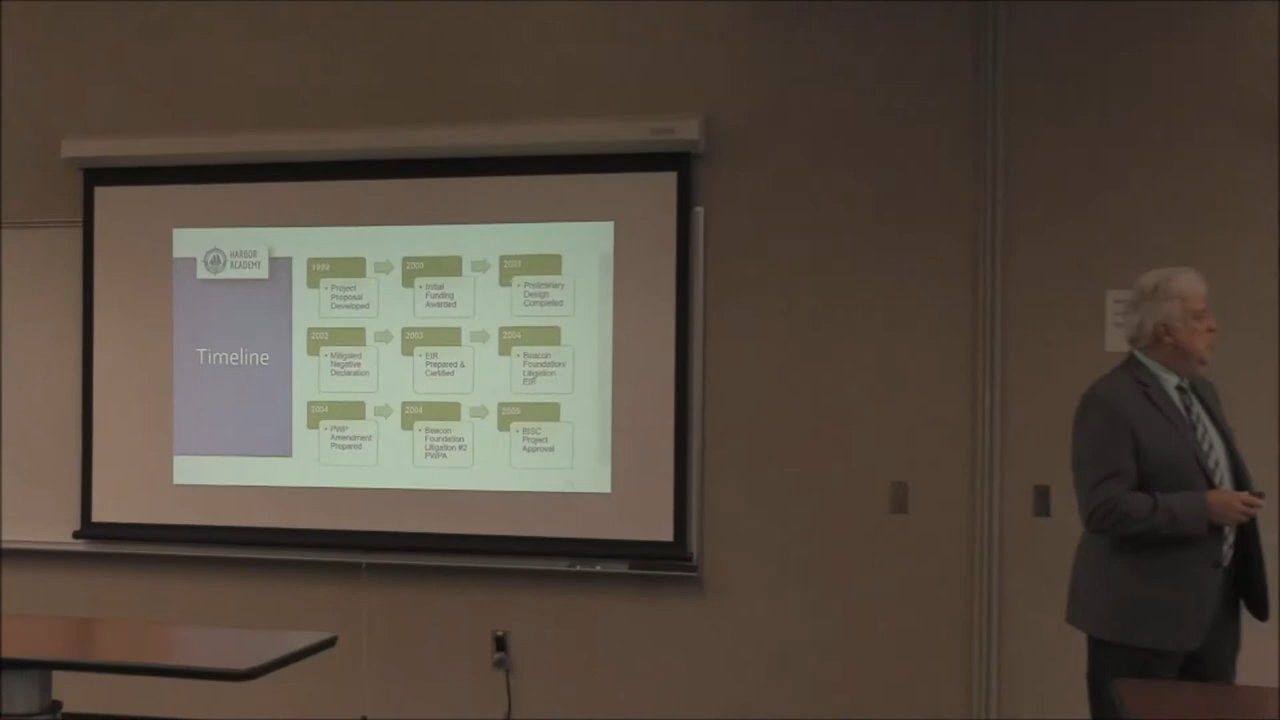 HARBOR
ACADEMY
Timeline
1999
• Project
Proposal
Developed
2000
• Initial
Funding
Awarded
2001
• Preliminary
Design
Completed
2002
• Mitigated
Negative
Declaration
2003
• EIR
Prepared &
Certified
2004
• Beacon
Foundation/
Litigation
EIR
2004
• PWP
Amendment
Prepared
2004
• Beacon
Foundation
Litigation #2
PWPA
• BISC
Project
Approval